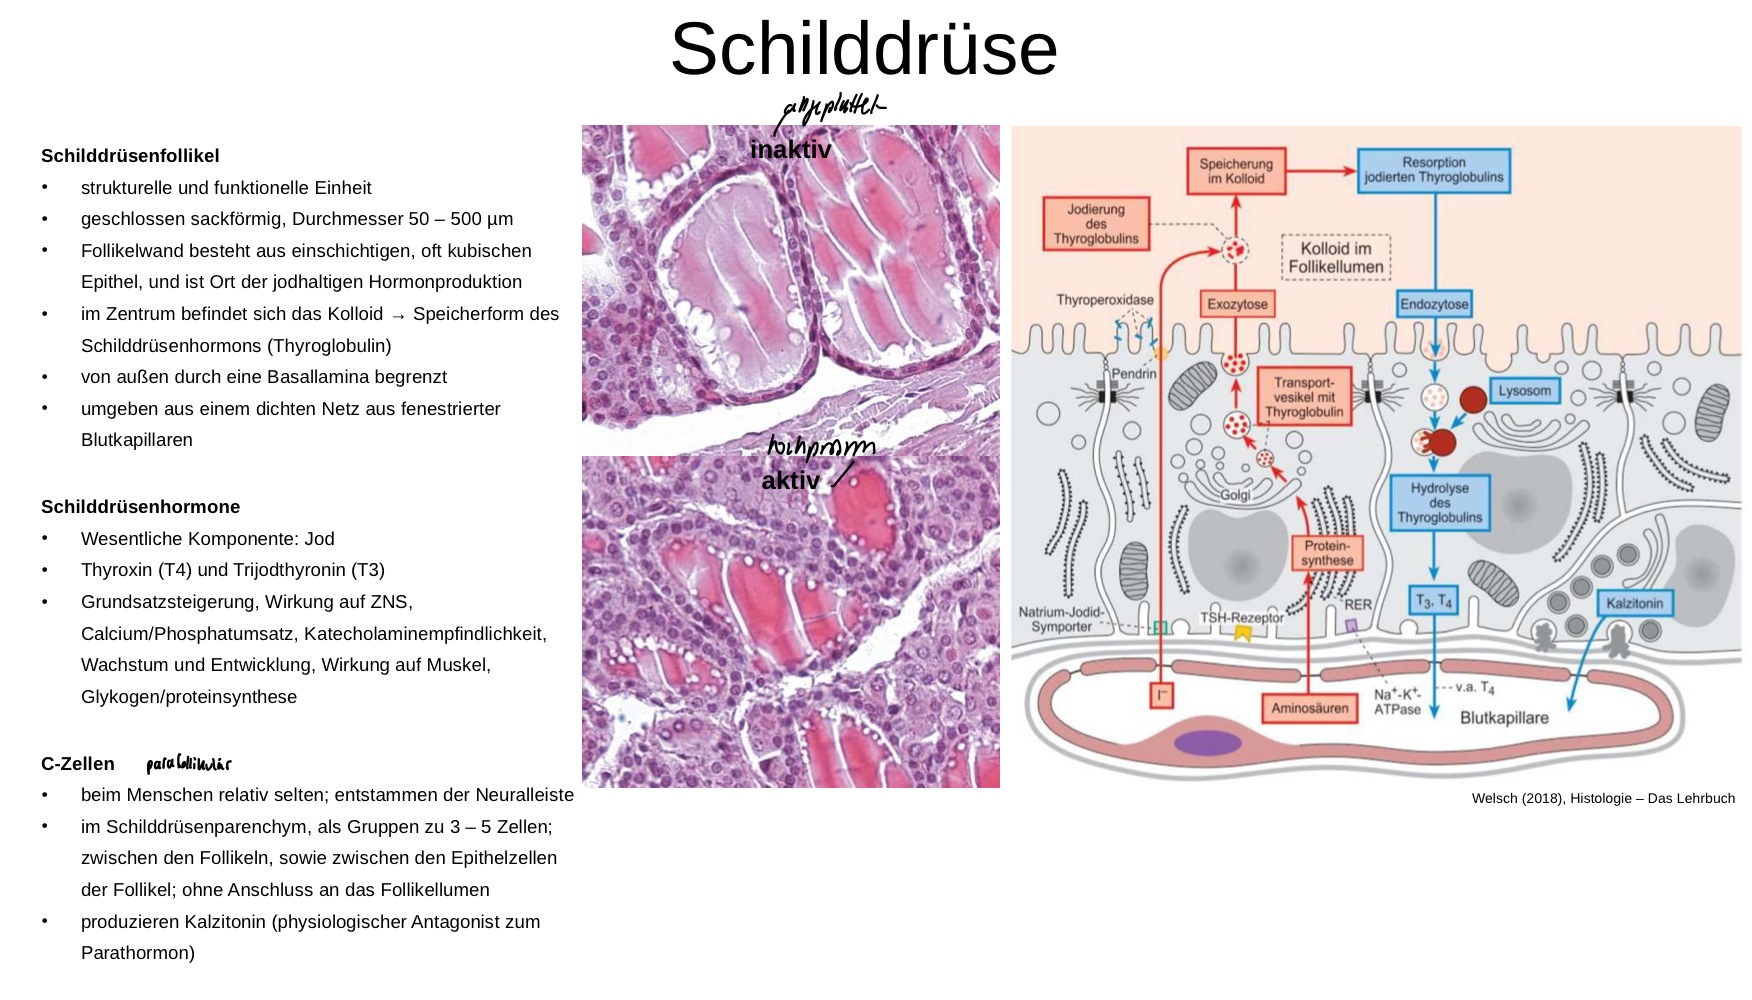 Schilddrüse
Schilddrüsenfollikel
• strukturelle und funktionelle Einheit
• geschlossen sackförmig, Durchmesser 50 – 500 µm
• Follikelwand besteht aus einschichtigen, oft kubischen
Epithel, und ist Ort der jodhaltigen Hormonproduktion
• im Zentrum befindet sich das Kolloid → Speicherform des
Schilddrüsenhormons (Thyroglobulin)
• von außen durch eine Basallamina begrenzt
• umgeben aus einem dichten Netz aus fenestrierter
Blutkapillaren
Schilddrüsenhormone
• Wesentliche Komponente: Jod
• Thyroxin (T4) und Trijodthyronin (T3)
• Grundsatzsteigerung, Wirkung auf ZNS,
Calcium/Phosphatumsatz, Katecholaminempfindlichkeit,
Wachstum und Entwicklung, Wirkung auf Muskel,
Glykogen/proteinsynthese
C-Zellen parafollikulär
• beim Menschen relativ selten; entstammen der Neuralleiste
• im Schilddrüsenparenchym, als Gruppen zu 3 – 5 Zellen;
zwischen den Follikeln, sowie zwischen den Epithelzellen
der Follikel; ohne Anschluss an das Follikellumen
• produzieren Kalzitonin (physiologischer Antagonist zum
Parathormon)
abgeplattet
inaktiv
hochprism
aktiv
Speicherung
im Kolloid
Resorption
jodierten Thyroglobulins
Jodierung
des
Thyroglobulins
Kolloid im
Follikellumen
Thyroperoxidase
Exozytose
Endozytose
Pendrin
Transport-
vesikel mit
Thyroglobulin
Lysosom
Golgi
Hydrolyse
des
Thyroglobulins
Protein-
synthese
T3, T4
Kalzitonin
RER
Natrium-Jodid-
Symporter
TSH-Rezeptor
I–
Aminosäuren
Na+-K+-
ATPase
v.a. T4
Blutkapillare
Welsch (2018), Histologie – Das Lehrbuch